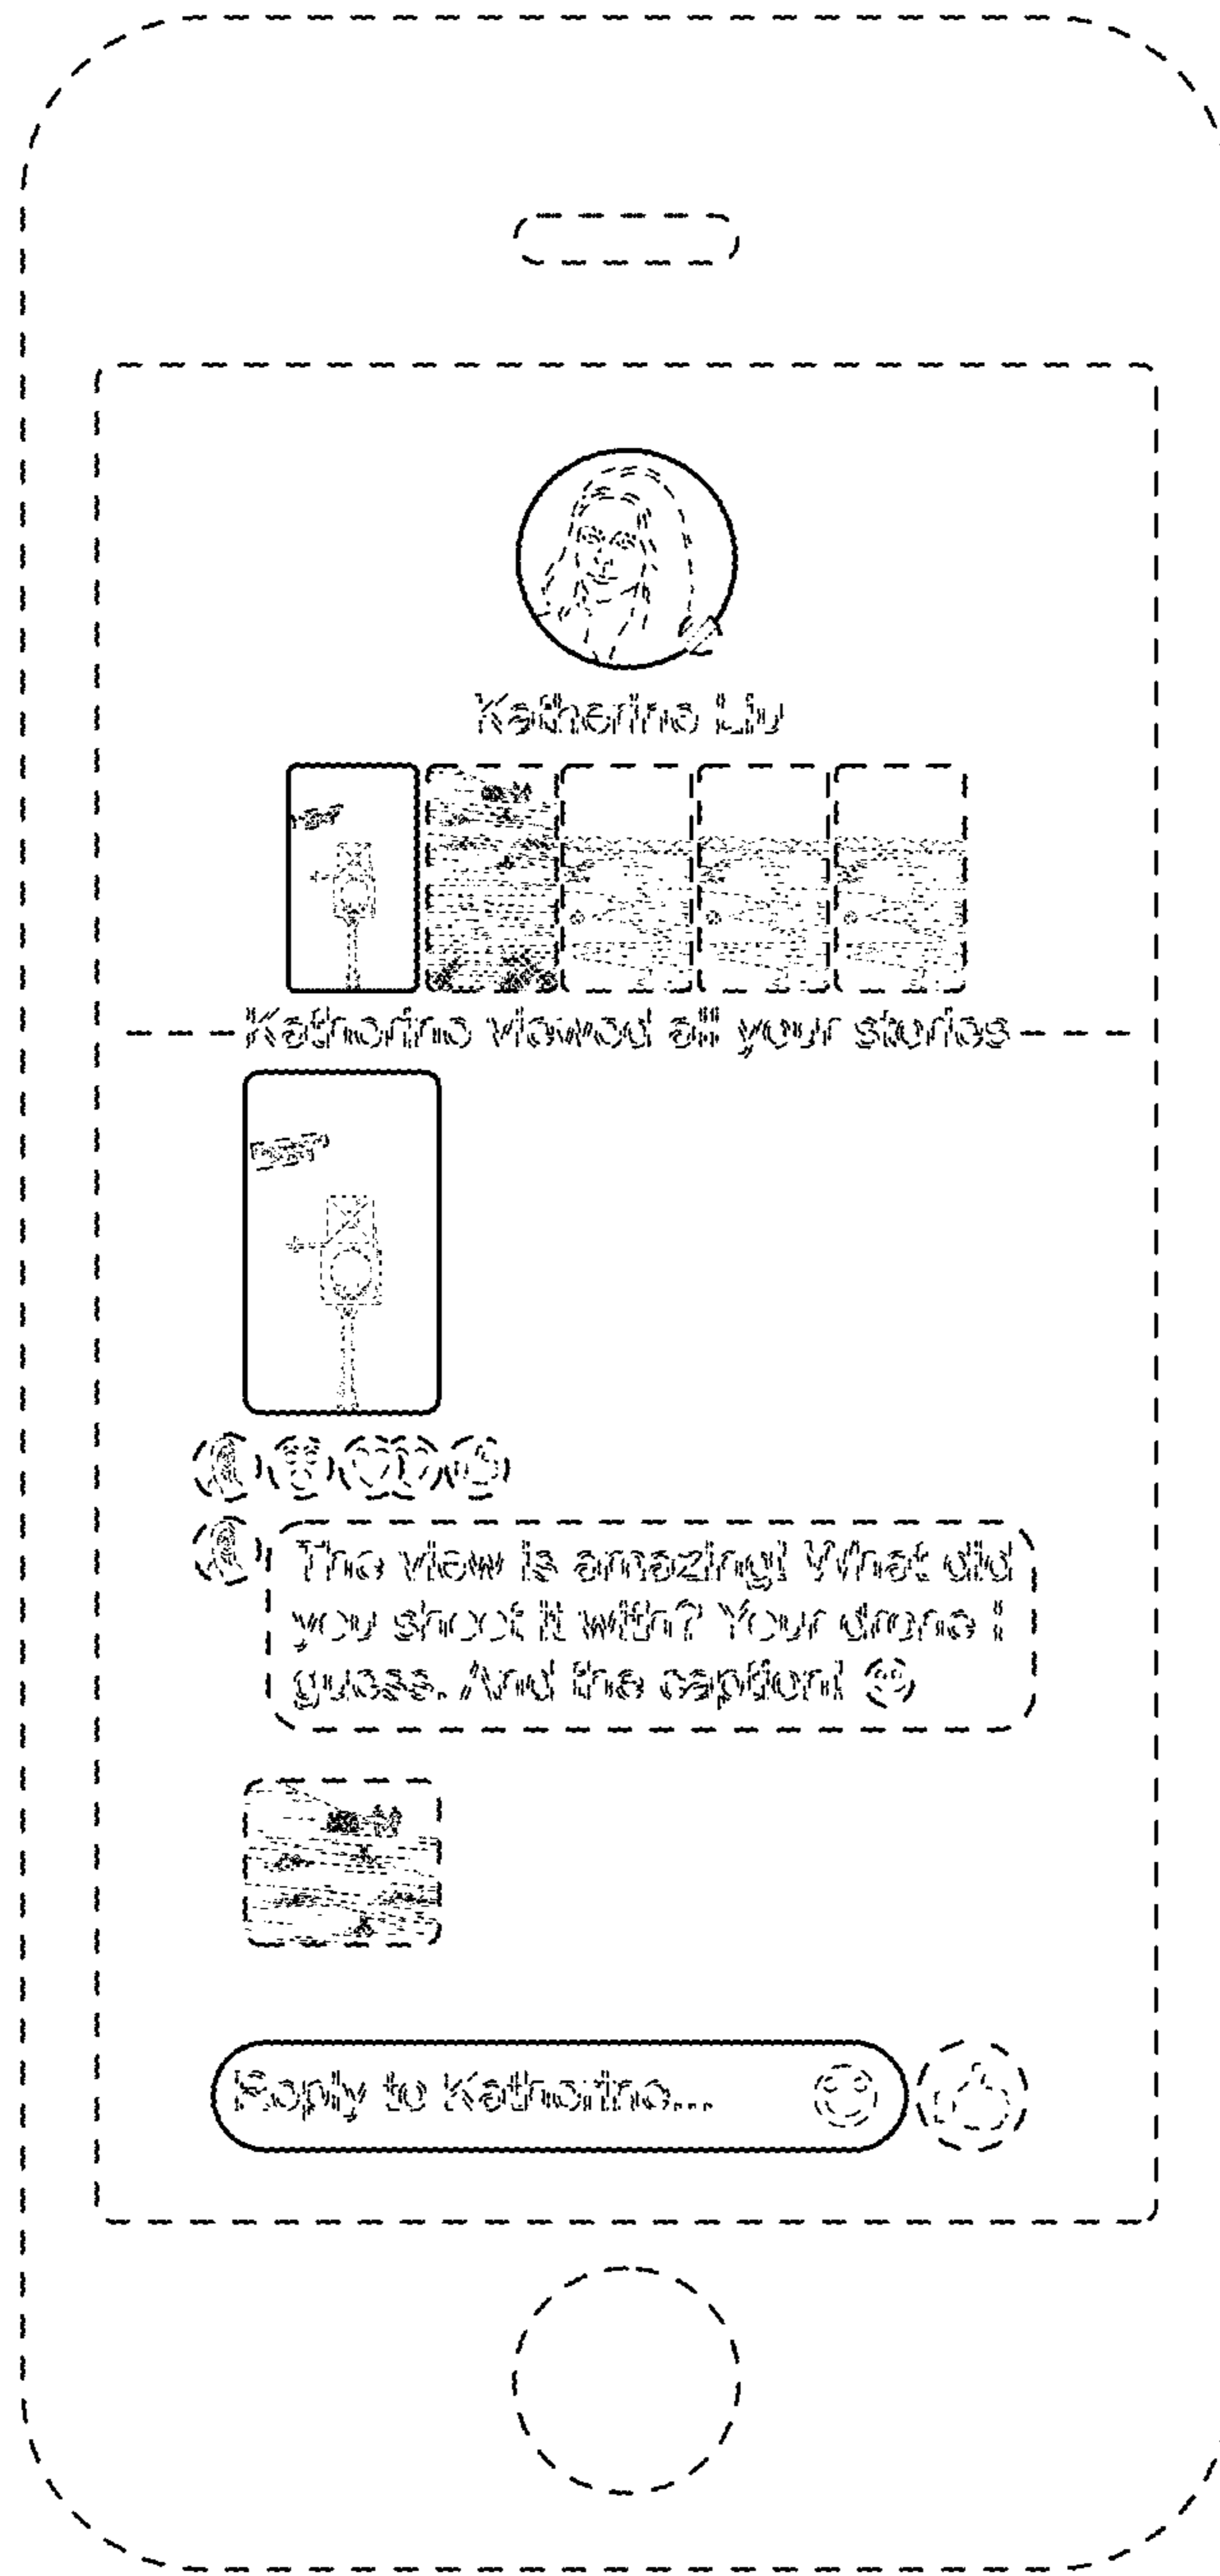 Katherine Liu
Katherine viewed all your stories
The view is amazing! What did
you shoot it with? Your drone I
guess. And the caption!
Reply to Katherine...